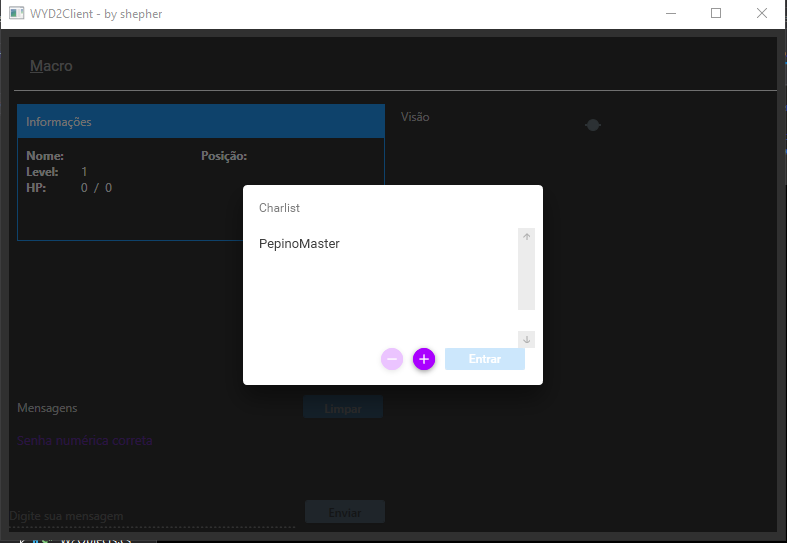 WYD2Client - by shepher
Macro
Informações
Visão
Nome:
Posição:
Level: 1
HP: 0 / 0
Charlist
PepinoMaster
Entrar
Mensagens
Limpar
Senha numérica correta
Digite sua mensagem
Enviar